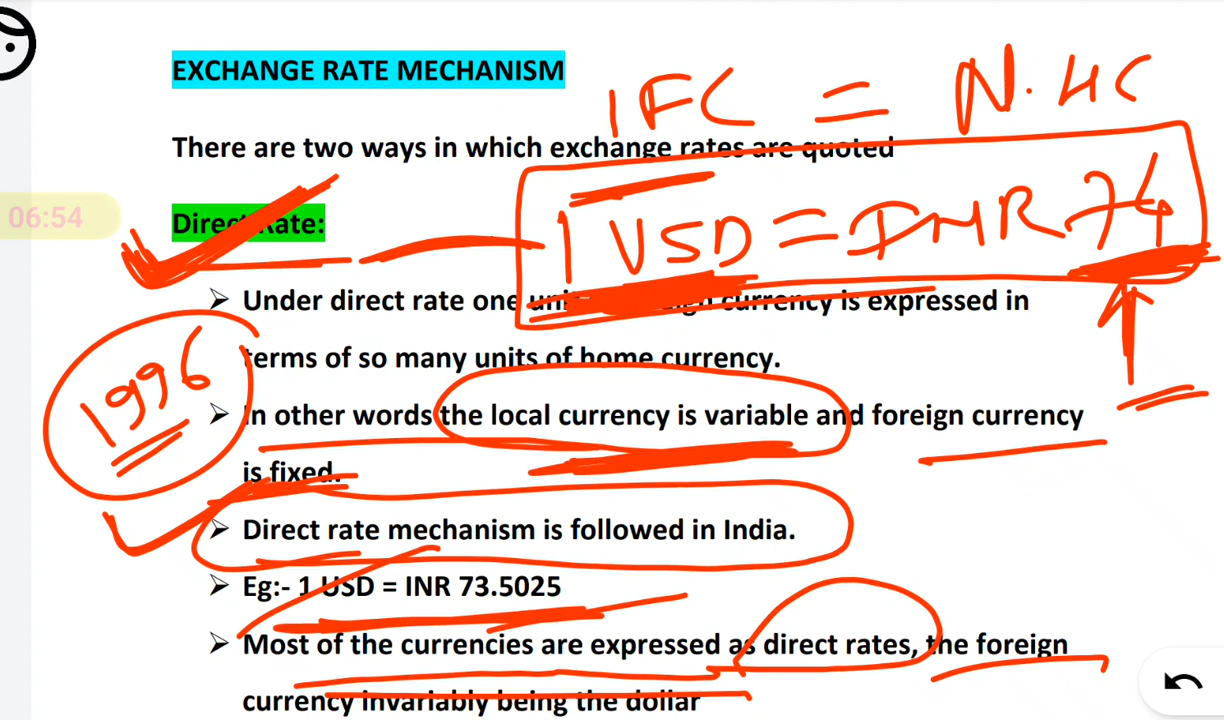 EXCHANGE RATE MECHANISM
1FC = N.HC
There are two ways in which exchange rates are quoted
06:54
Direct Rate:
1 USD = INR 74
➢ Under direct rate one unit of foreign currency is expressed in
terms of so many units of home currency.
1996
➢ In other words the local currency is variable and foreign currency
is fixed.
➢ Direct rate mechanism is followed in India.
➢ Eg:- 1 USD = INR 73.5025
➢ Most of the currencies are expressed as direct rates, the foreign
currency invariably being the dollar